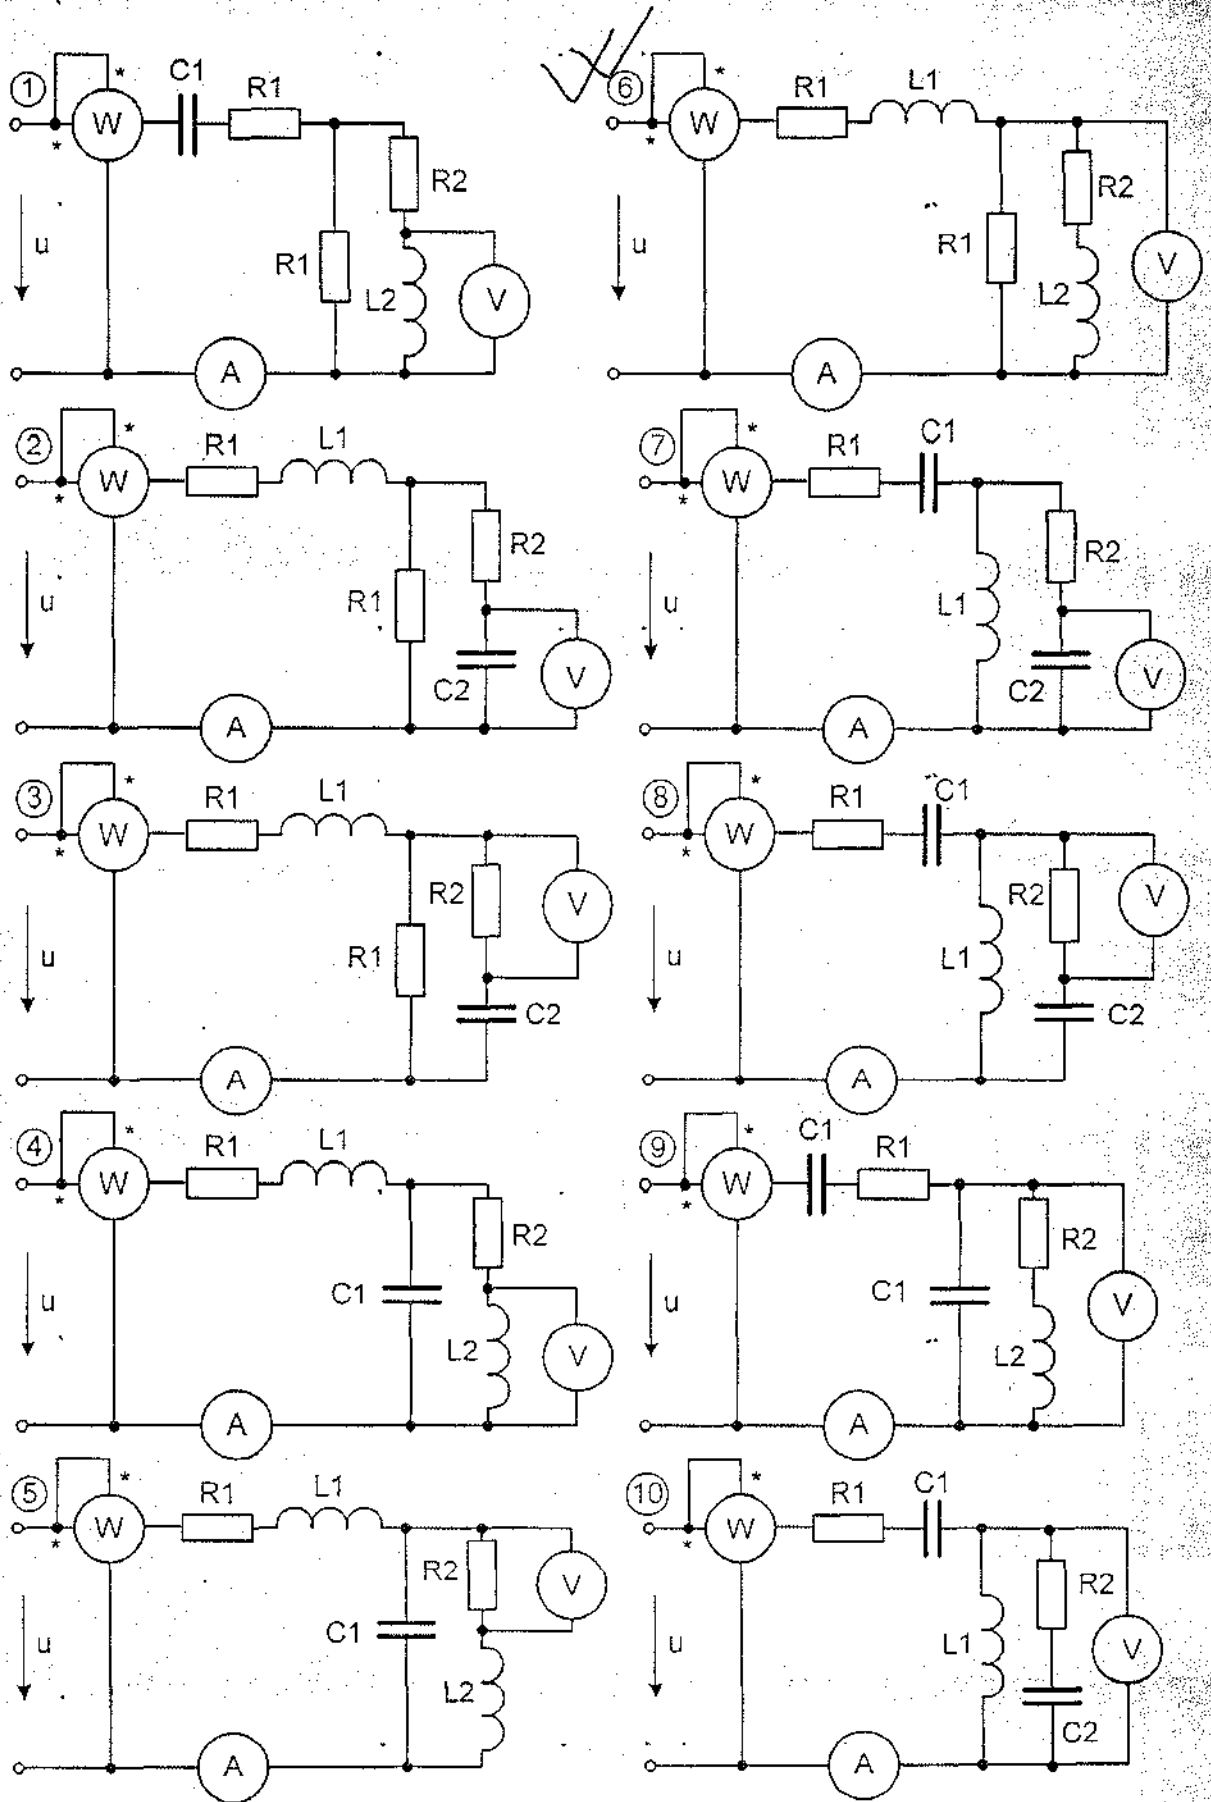 1 * C1 R1
W
*
R2
u R1 L2 V
A
6 * R1 L1
W
*
R2
u R1 L2 V
A
2 * R1 L1
W
*
R2
u R1
C2 V
A
7 * R1 C1
W
*
R2
u L1
C2 V
A
3 * R1 L1
W
*
R2 V
u R1
C2
A
8 * R1 C1
W
*
R2 V
u L1
C2
A
4 * R1 L1
W
*
R2
u C1
L2 V
A
9 * C1 R1
W
*
R2
u C1 V
L2
A
5 * R1 L1
W
*
R2 V
u C1
L2
A
10 * R1 C1
W
*
R2
u L1 V
C2
A